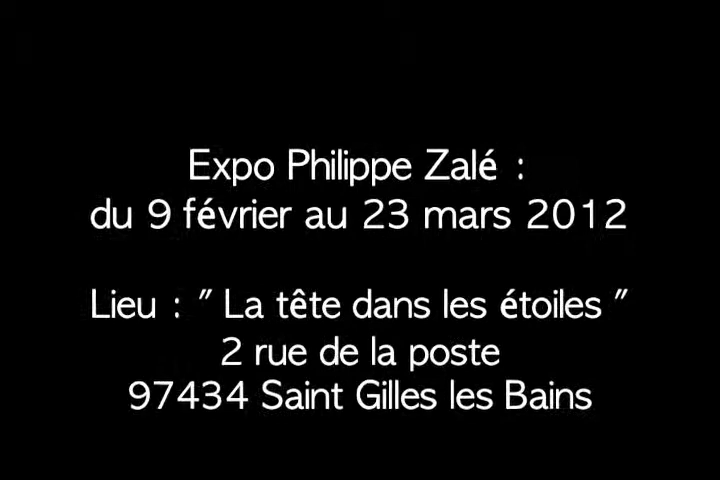 Expo Philippe Zalé :
du 9 février au 23 mars 2012
Lieu : " La tête dans les étoiles "
2 rue de la poste
97434 Saint Gilles les Bains